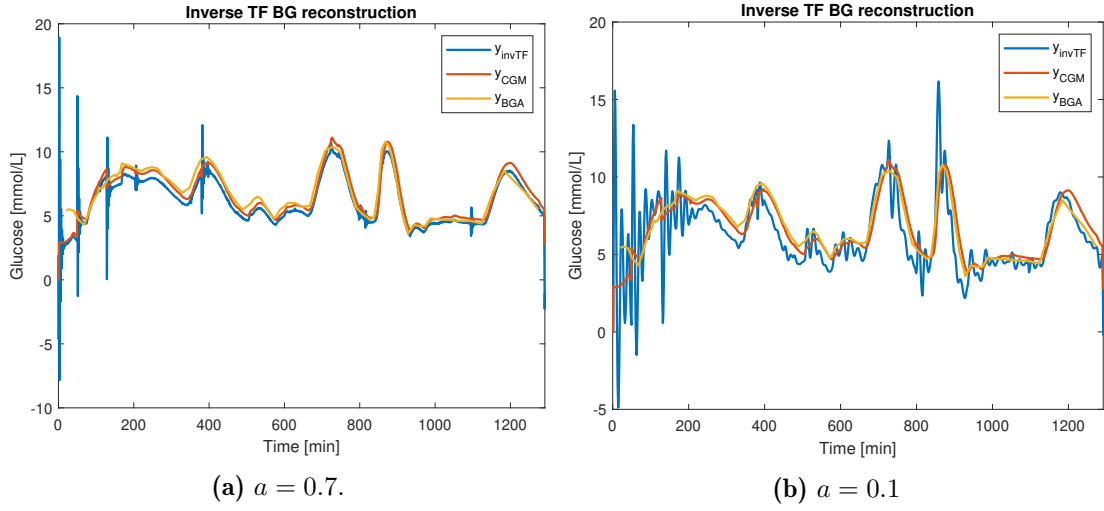 Inverse TF BG reconstruction
20
15
10
5
0
-5
-10
Glucose [mmol/L]
0 200 400 600 800 1000 1200
Time [min]
y_invTF
y_CGM
y_BGA
(a) a = 0.7.
Inverse TF BG reconstruction
20
15
10
5
0
-5
Glucose [mmol/L]
0 200 400 600 800 1000 1200
Time [min]
y_invTF
y_CGM
y_BGA
(b) a = 0.1